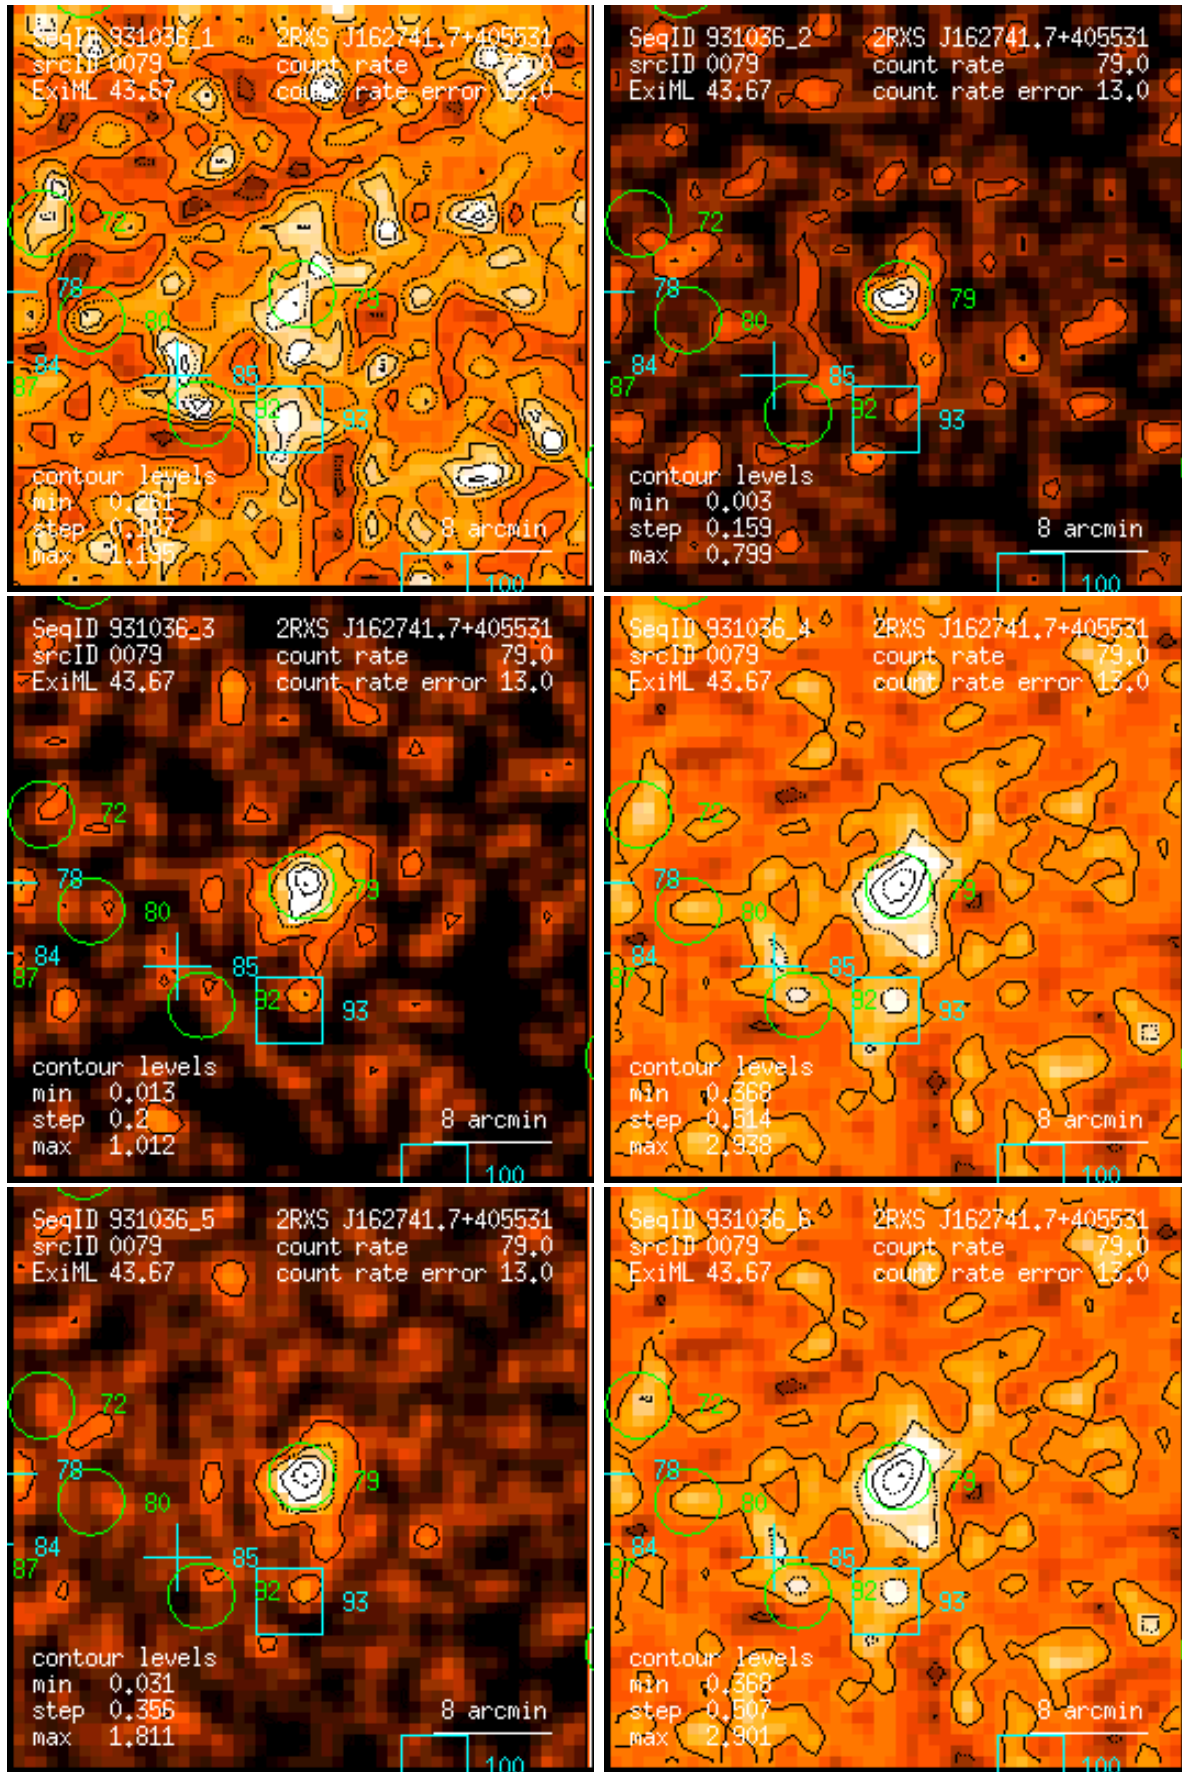 SeqID 931036_1 2RXS J162741.7+405531
srcID 0079 count rate 79.0
ExiML 43.67 count rate error 13.0
72
78
79
80
84
85
87
92
93
contour levels
min 0.261
step 0.187
max 1.195
8 arcmin
100
SeqID 931036_2 2RXS J162741.7+405531
srcID 0079 count rate 79.0
ExiML 43.67 count rate error 13.0
72
78
79
80
84
85
87
92
93
contour levels
min 0.003
step 0.159
max 0.799
8 arcmin
100
SeqID 931036_3 2RXS J162741.7+405531
srcID 0079 count rate 79.0
ExiML 43.67 count rate error 13.0
72
78
79
80
84
85
87
92
93
contour levels
min 0.013
step
max 1.012
8 arcmin
100
SeqID 931036_4 2RXS J162741.7+405531
srcID 0079 count rate 79.0
ExiML 43.67 count rate error 13.0
72
78
79
80
84
85
87
92
93
contour levels
min 0.368
step 0.514
max 2.938
8 arcmin
100
SeqID 931036_5 2RXS J162741.7+405531
srcID 0079 count rate 79.0
ExiML 43.67 count rate error 13.0
72
78
79
80
84
85
87
92
93
contour levels
min 0.031
step 0.356
max 1.811
8 arcmin
100
SeqID 931036_6 2RXS J162741.7+405531
srcID 0079 count rate 79.0
ExiML 43.67 count rate error 13.0
72
78
79
80
84
85
87
92
93
contour levels
min 0.368
step 0.507
max 2.901
8 arcmin
100